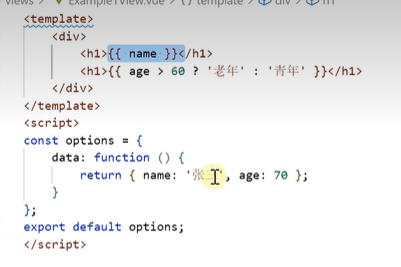 views > ExampleTView.vue > {} template > div > h1
<template>
<div>
<h1>{{ name }}</h1>
<h1>{{ age > 60 ? '老年' : '青年' }}</h1>
</div>
</template>
<script>
const options = {
data: function () {
return { name: '张', age: 70 };
}
};
export default options;
</script>